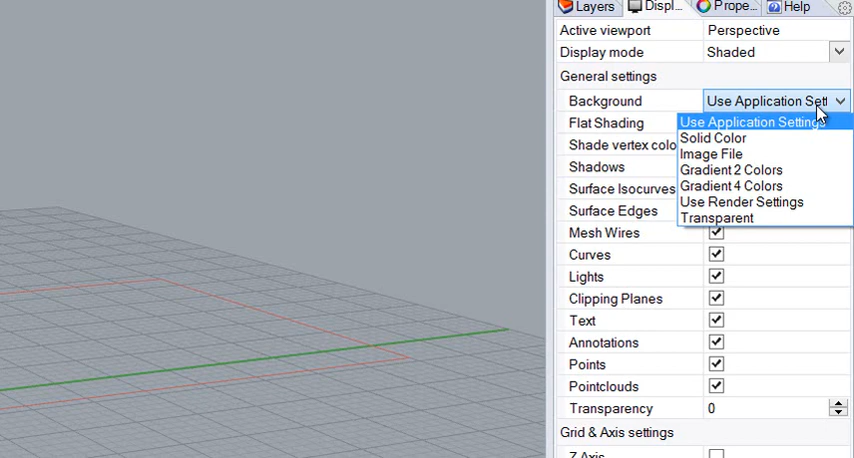 Layers Displ... Prope... Help
Active viewport Perspective
Display mode Shaded
General settings
Background Use Application Sett
Flat Shading Use Application Settings
Solid Color
Shade vertex colo Image File
Shadows Gradient 2 Colors
Surface Isocurves Gradient 4 Colors
Use Render Settings
Surface Edges Transparent
Mesh Wires
Curves
Lights
Clipping Planes
Text
Annotations
Points
Pointclouds
Transparency 0
Grid & Axis settings
Z Axis